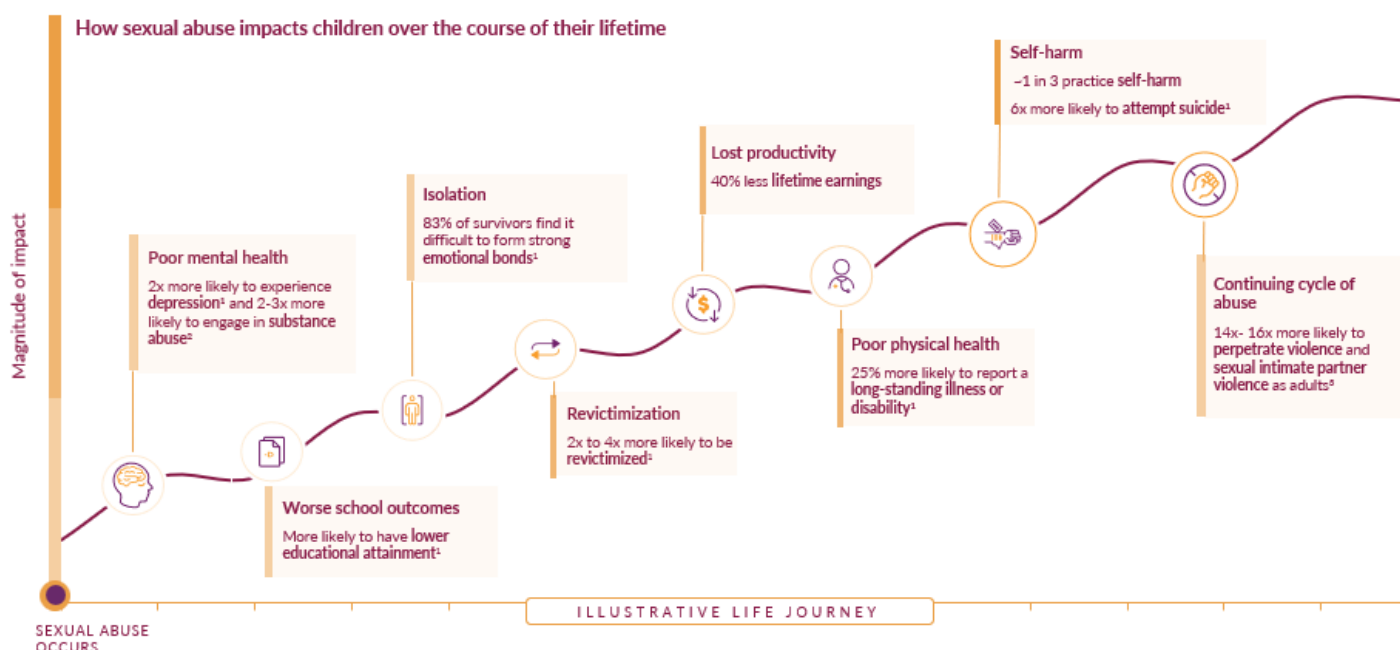 How sexual abuse impacts children over the course of their lifetime
Magnitude of impact
Poor mental health
2x more likely to experience
depression¹ and 2-3x more
likely to engage in substance
abuse²
Worse school outcomes
More likely to have lower
educational attainment¹
Isolation
83% of survivors find it
difficult to form strong
emotional bonds¹
Revictimization
2x to 4x more likely to be
revictimized¹
Lost productivity
40% less lifetime earnings
Poor physical health
25% more likely to report a
long-standing illness or
disability¹
Self-harm
~1 in 3 practice self-harm
6x more likely to attempt suicide¹
Continuing cycle of
abuse
14x- 16x more likely to
perpetrate violence and
sexual intimate partner
violence as adults³
ILLUSTRATIVE LIFE JOURNEY
SEXUAL ABUSE
OCCURS